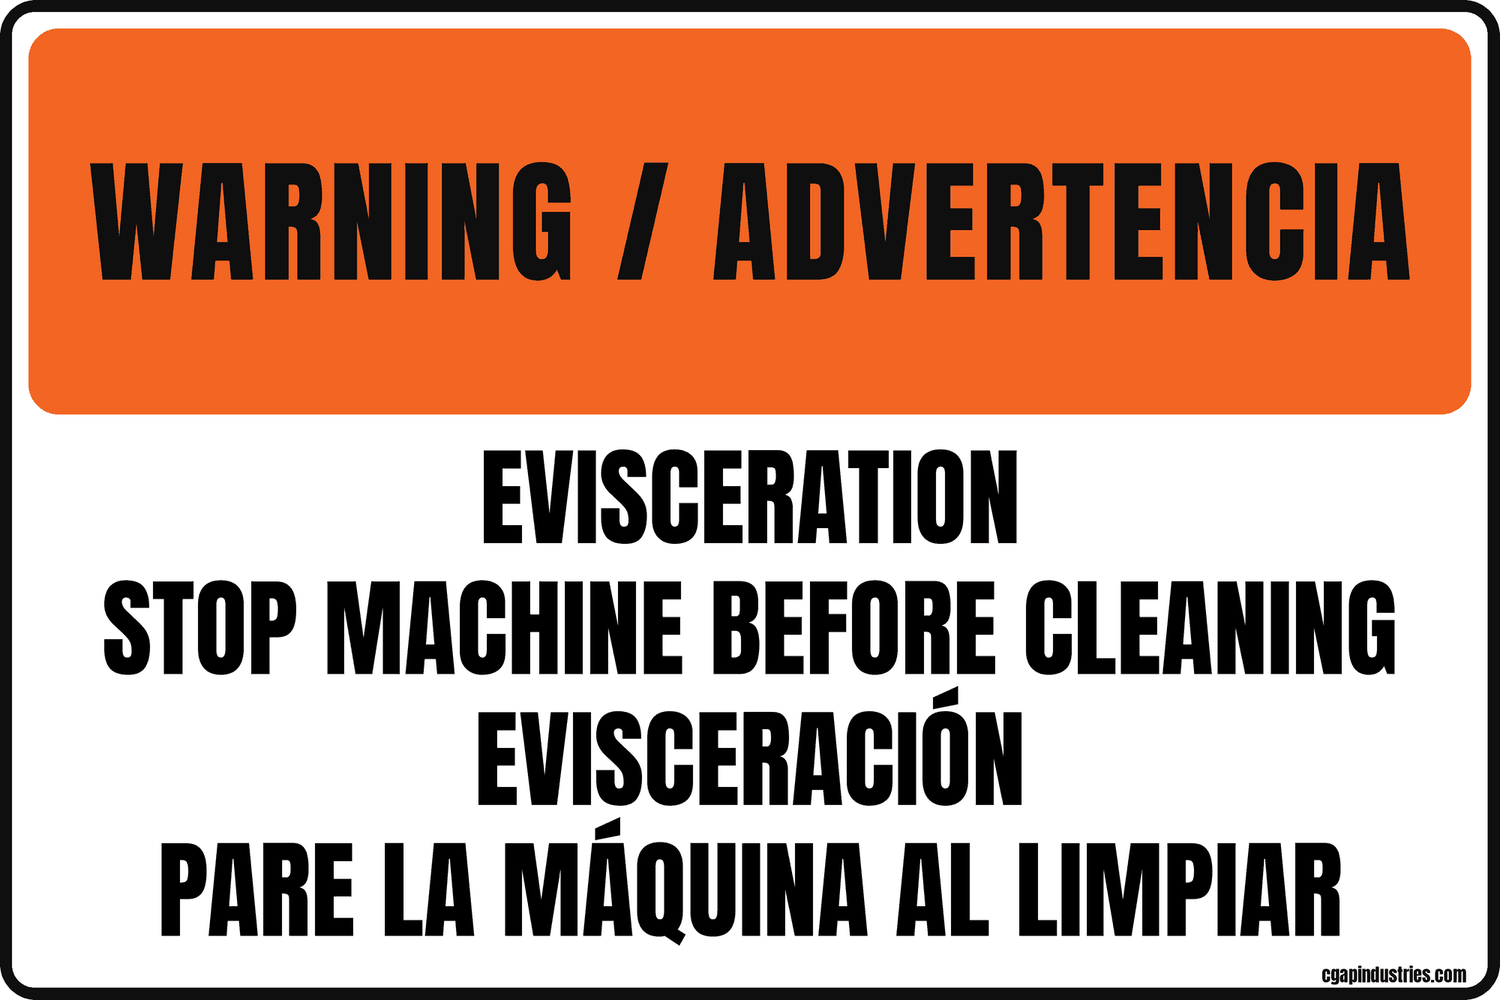 WARNING / ADVERTENCIA
EVISCERATION
STOP MACHINE BEFORE CLEANING
EVISCERACIÓN
PARE LA MÁQUINA AL LIMPIAR
cgapindustries.com